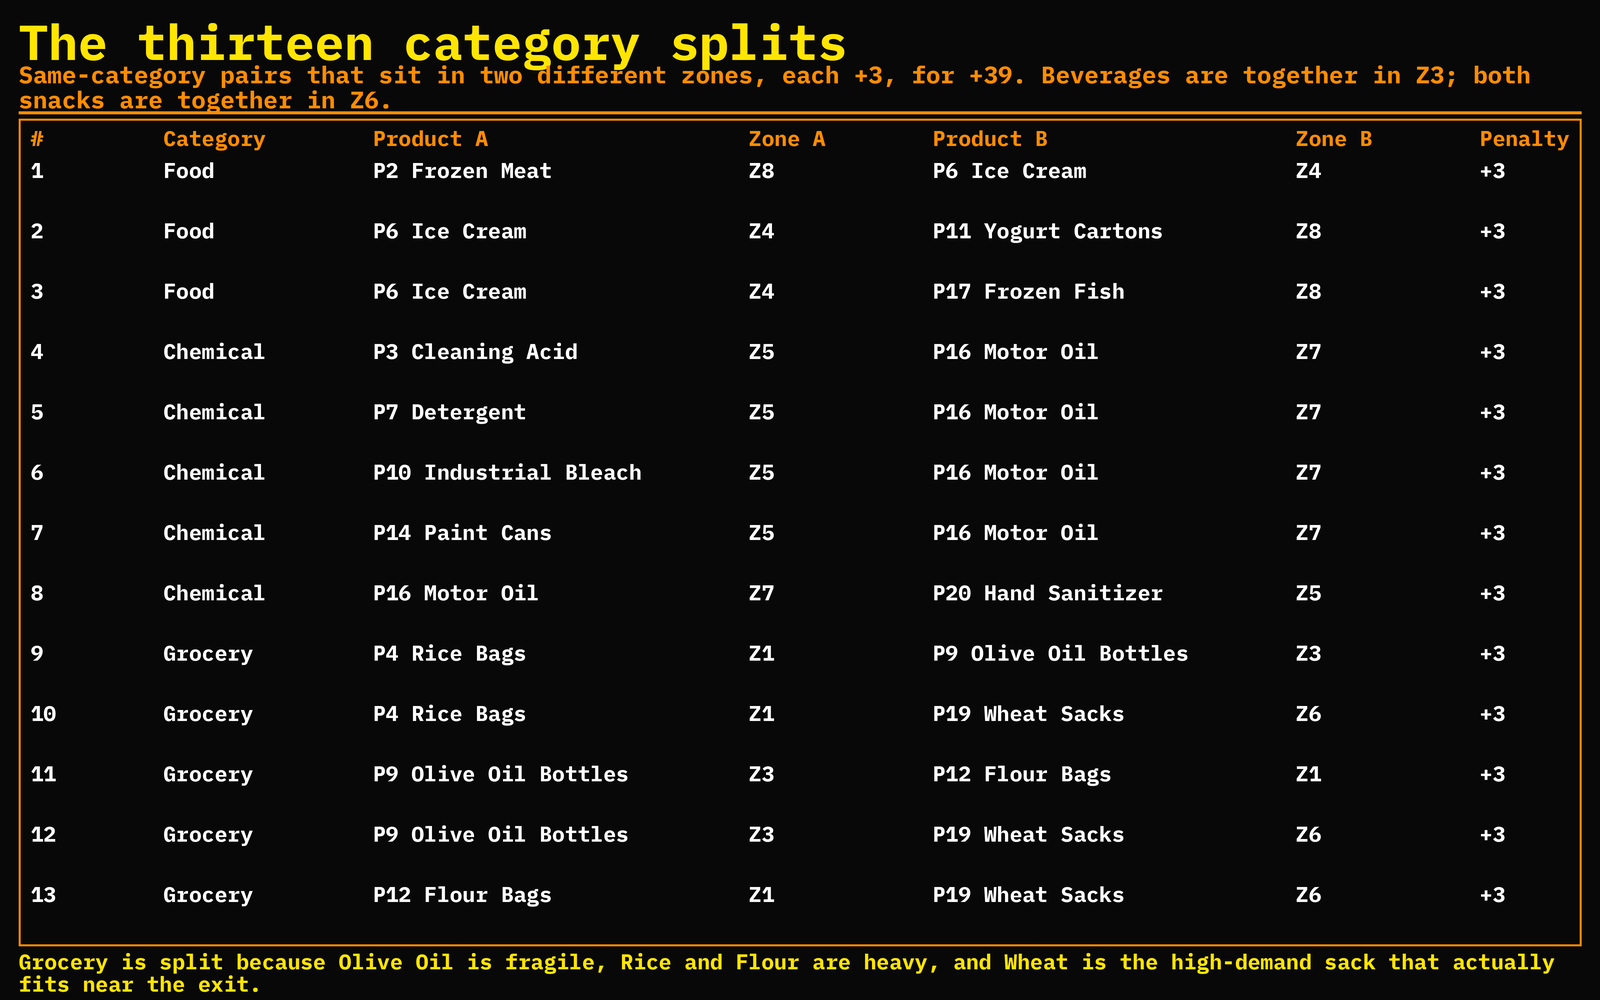 The thirteen category splits
Same-category pairs that sit in two different zones, each +3, for +39. Beverages are together in Z3; both
snacks are together in Z6.
# Category Product A Zone A Product B Zone B Penalty
1 Food P2 Frozen Meat Z8 P6 Ice Cream Z4 +3
2 Food P6 Ice Cream Z4 P11 Yogurt Cartons Z8 +3
3 Food P6 Ice Cream Z4 P17 Frozen Fish Z8 +3
4 Chemical P3 Cleaning Acid Z5 P16 Motor Oil Z7 +3
5 Chemical P7 Detergent Z5 P16 Motor Oil Z7 +3
6 Chemical P10 Industrial Bleach Z5 P16 Motor Oil Z7 +3
7 Chemical P14 Paint Cans Z5 P16 Motor Oil Z7 +3
8 Chemical P16 Motor Oil Z7 P20 Hand Sanitizer Z5 +3
9 Grocery P4 Rice Bags Z1 P9 Olive Oil Bottles Z3 +3
10 Grocery P4 Rice Bags Z1 P19 Wheat Sacks Z6 +3
11 Grocery P9 Olive Oil Bottles Z3 P12 Flour Bags Z1 +3
12 Grocery P9 Olive Oil Bottles Z3 P19 Wheat Sacks Z6 +3
13 Grocery P12 Flour Bags Z1 P19 Wheat Sacks Z6 +3
Grocery is split because Olive Oil is fragile, Rice and Flour are heavy, and Wheat is the high-demand sack that actually
fits near the exit.